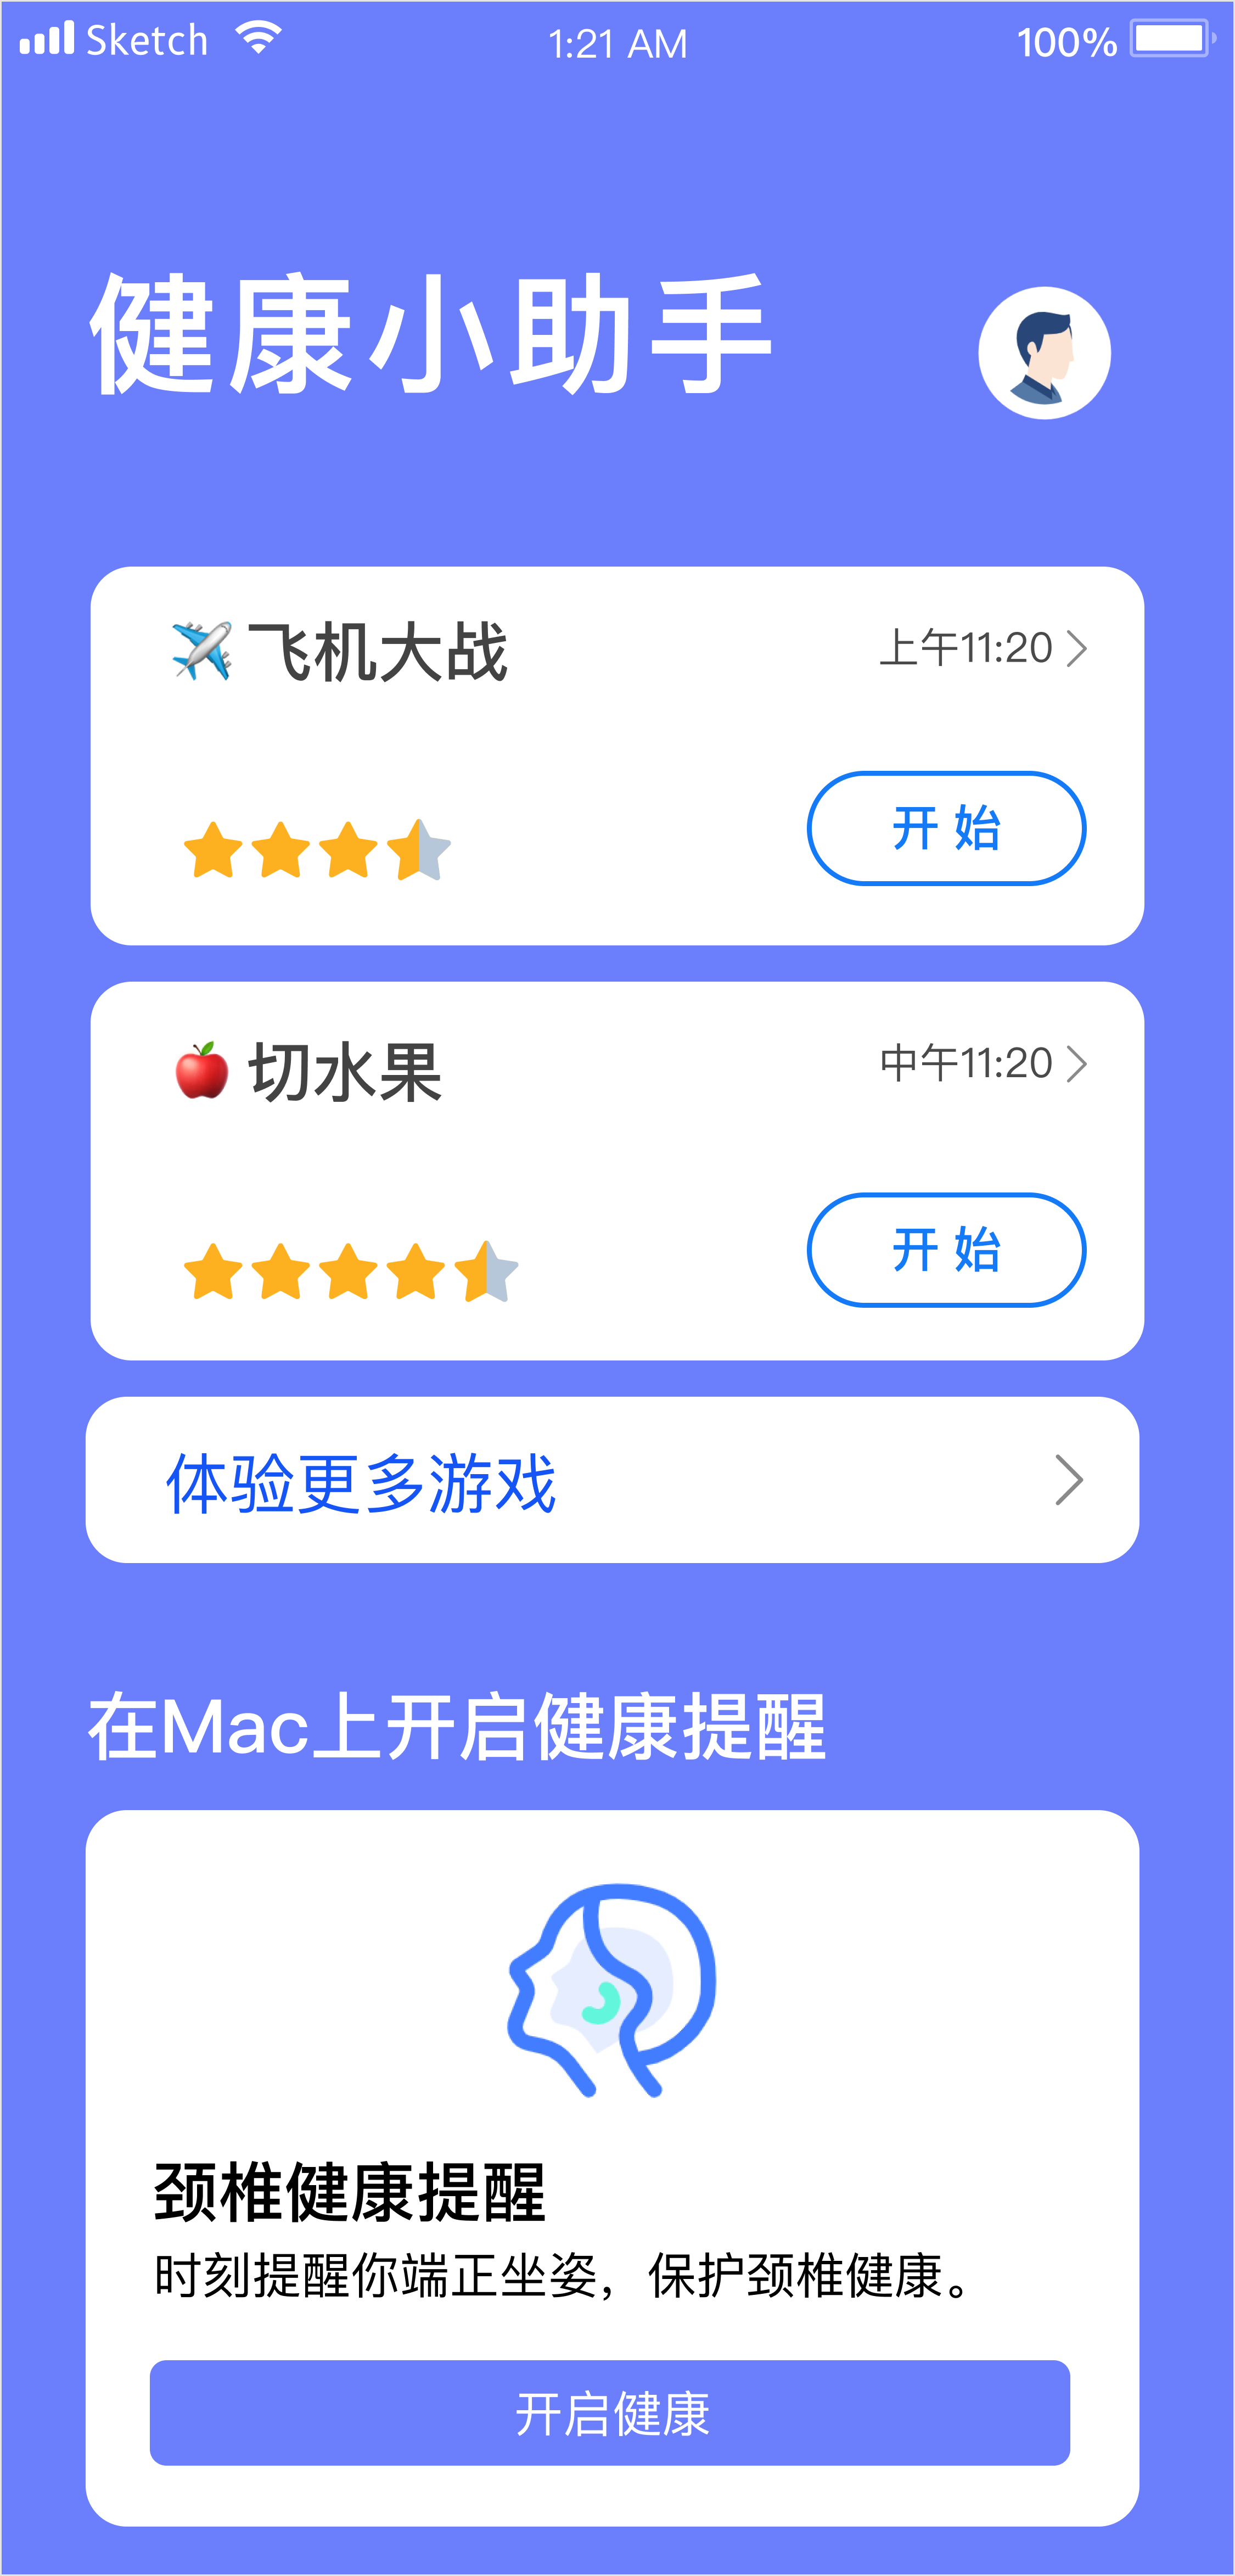 Sketch 1:21 AM 100%
健康小助手
飞机大战 上午11:20
开 始
切水果 中午11:20
开 始
体验更多游戏
在Mac上开启健康提醒
颈椎健康提醒
时刻提醒你端正坐姿，保护颈椎健康。
开启健康